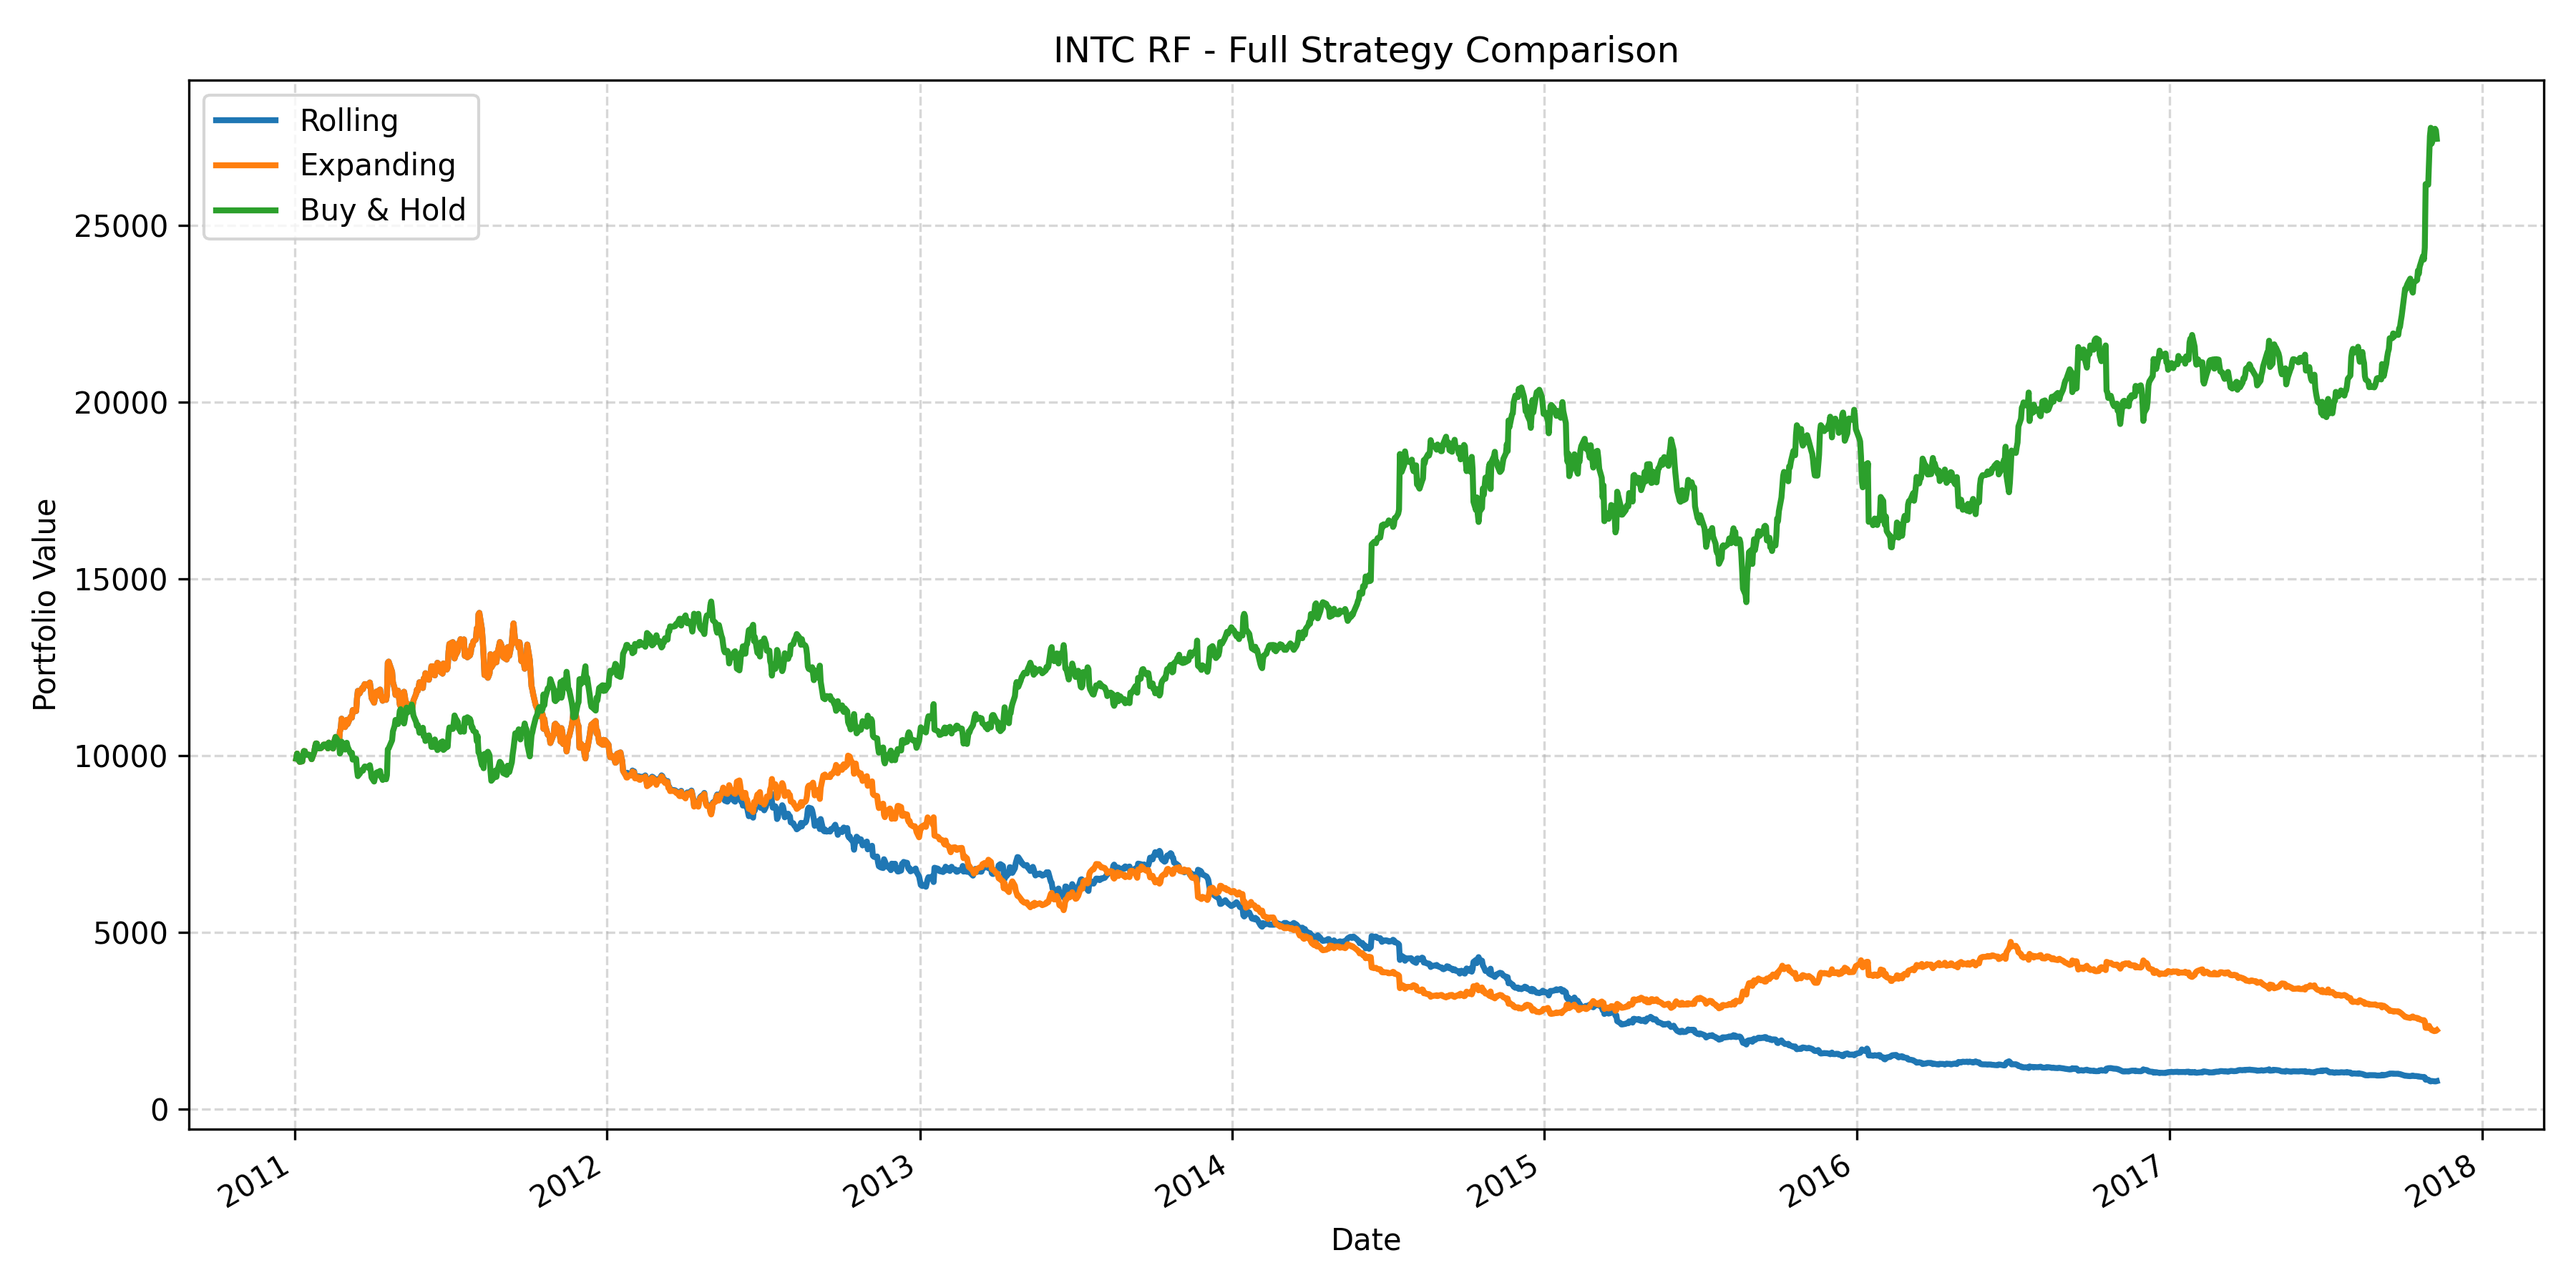 INTC RF - Full Strategy Comparison
Rolling
Expanding
Buy & Hold
Portfolio Value
25000
20000
15000
10000
5000
0
2011
2012
2013
2014
2015
2016
2017
2018
Date